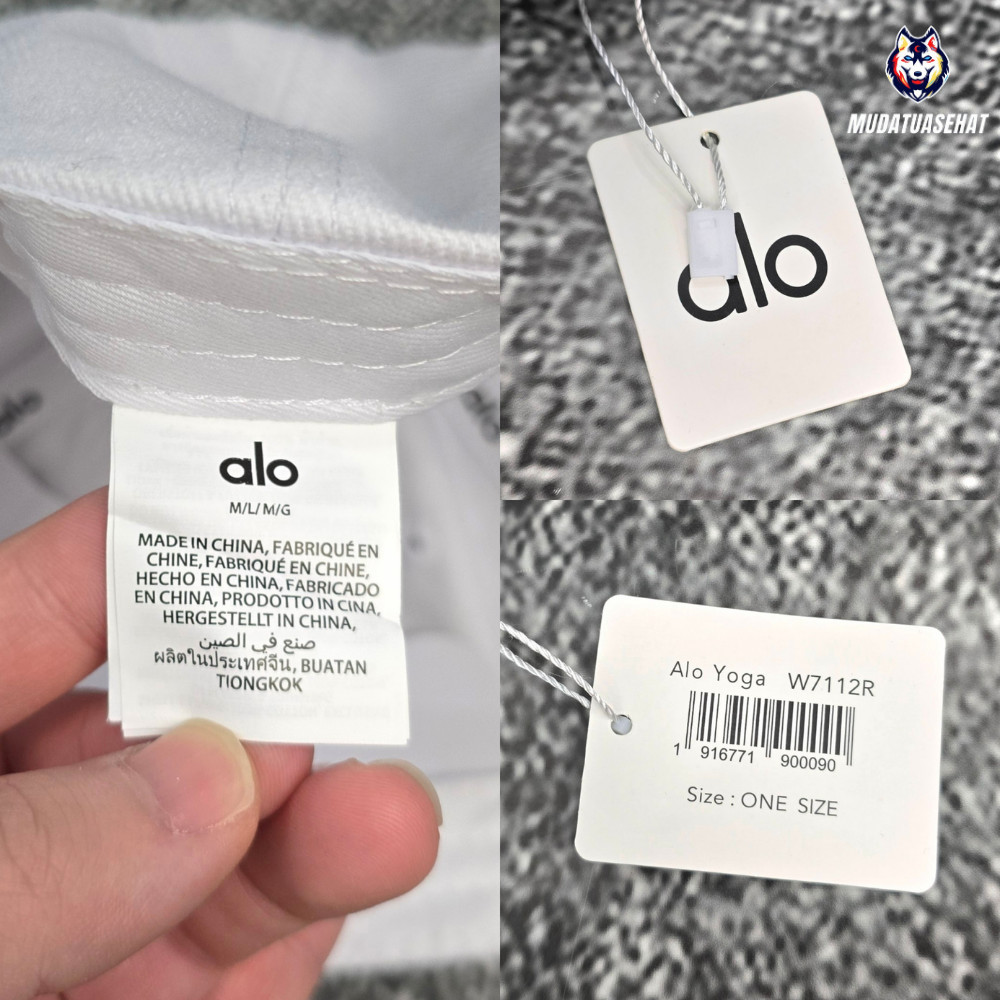 alo
M/L/ M/G
MADE IN CHINA, FABRIQUÉ EN
CHINE, FABRIQUÉ EN CHINE,
HECHO EN CHINA, FABRICADO
EN CHINA, PRODOTTO IN CINA,
HERGESTELLT IN CHINA,
صنع في الصين
ผลิตในประเทศจีน, BUATAN
TIONGKOK
MUDATUASEHAT
alo
Alo Yoga W7112R
1 916771 900090
Size : ONE SIZE